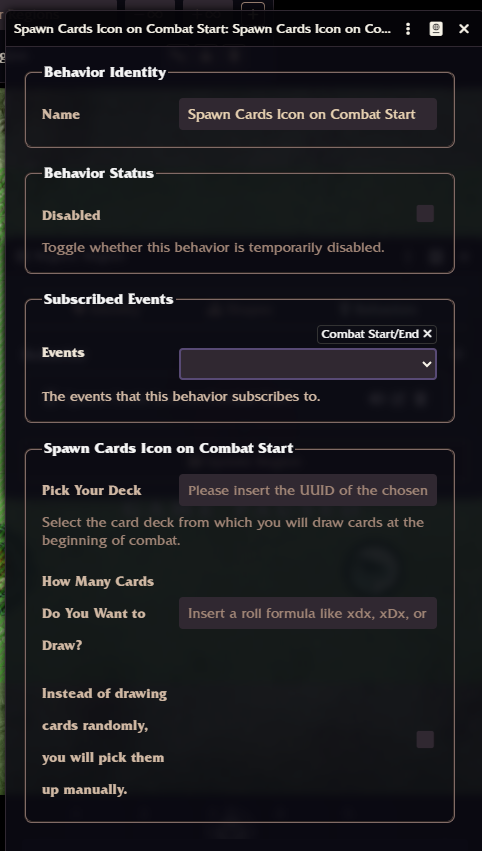 Spawn Cards Icon on Combat Start: Spawn Cards Icon on Co...
Behavior Identity
Name
Spawn Cards Icon on Combat Start
Behavior Status
Disabled
Toggle whether this behavior is temporarily disabled.
Subscribed Events
Combat Start/End ✕
Events
The events that this behavior subscribes to.
Spawn Cards Icon on Combat Start
Pick Your Deck
Please insert the UUID of the chosen
Select the card deck from which you will draw cards at the
beginning of combat.
How Many Cards
Do You Want to
Draw?
Insert a roll formula like xdx, xDx, or
Instead of drawing
cards randomly,
you will pick them
up manually.